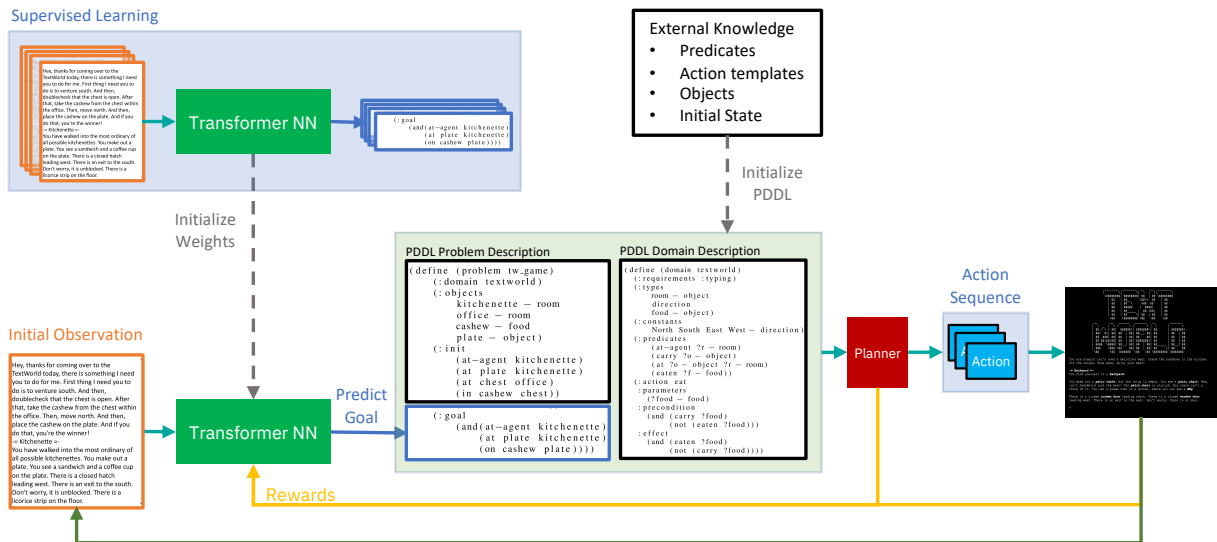 Supervised Learning
Hey, thanks for coming over to the
TextWorld today, there is something I need
you to do for me. First thing I need you to
do is to venture south. And then,
doublecheck that the chest is open. After
that, take the cashew from the chest within
the office. Then, move north. And then,
place the cashew on the plate. And if you
do that, you're the winner!
-= Kitchenette =-
You have walked into the most ordinary of
all possible kitchenettes. You make out a
plate. You see a sandwich and a coffee cup
on the plate. There is a closed hatch
leading west. There is an exit to the south.
Don't worry, it is unblocked. There is a
licorice strip on the floor.
Transformer NN
(:goal
(and(at-agent kitchenette)
(at plate kitchenette)
(on cashew plate))))
External Knowledge
• Predicates
• Action templates
• Objects
• Initial State
Initialize
Weights
Initialize
PDDL
PDDL Problem Description
(define (problem tw_game)
(:domain textworld)
(:objects
kitchenette – room
office – room
cashew – food
plate – object)
(:init
(at-agent kitchenette)
(at plate kitchenette)
(at chest office)
(in cashew chest))
(:goal
(and(at-agent kitchenette)
(at plate kitchenette)
(on cashew plate))))
PDDL Domain Description
(define (domain textworld)
(:requirements :typing)
(:types
room – object
direction
food – object)
(:constants
North South East West – direction)
(:predicates
(at-agent ?r – room)
(carry ?o – object)
(at ?o – object ?r – room)
(eaten ?f – food))
(:action eat
:parameters
(?food – food)
:precondition
(and (carry ?food)
(not (eaten ?food)))
:effect
(and (eaten ?food)
(not (carry ?food))))
Initial Observation
Hey, thanks for coming over to the
TextWorld today, there is something I need
you to do for me. First thing I need you to
do is to venture south. And then,
doublecheck that the chest is open. After
that, take the cashew from the chest within
the office. Then, move north. And then,
place the cashew on the plate. And if you
do that, you're the winner!
-= Kitchenette =-
You have walked into the most ordinary of
all possible kitchenettes. You make out a
plate. You see a sandwich and a coffee cup
on the plate. There is a closed hatch
leading west. There is an exit to the south.
Don't worry, it is unblocked. There is a
licorice strip on the floor.
Transformer NN
Predict
Goal
Planner
Action
Sequence
A
A
Action
Rewards